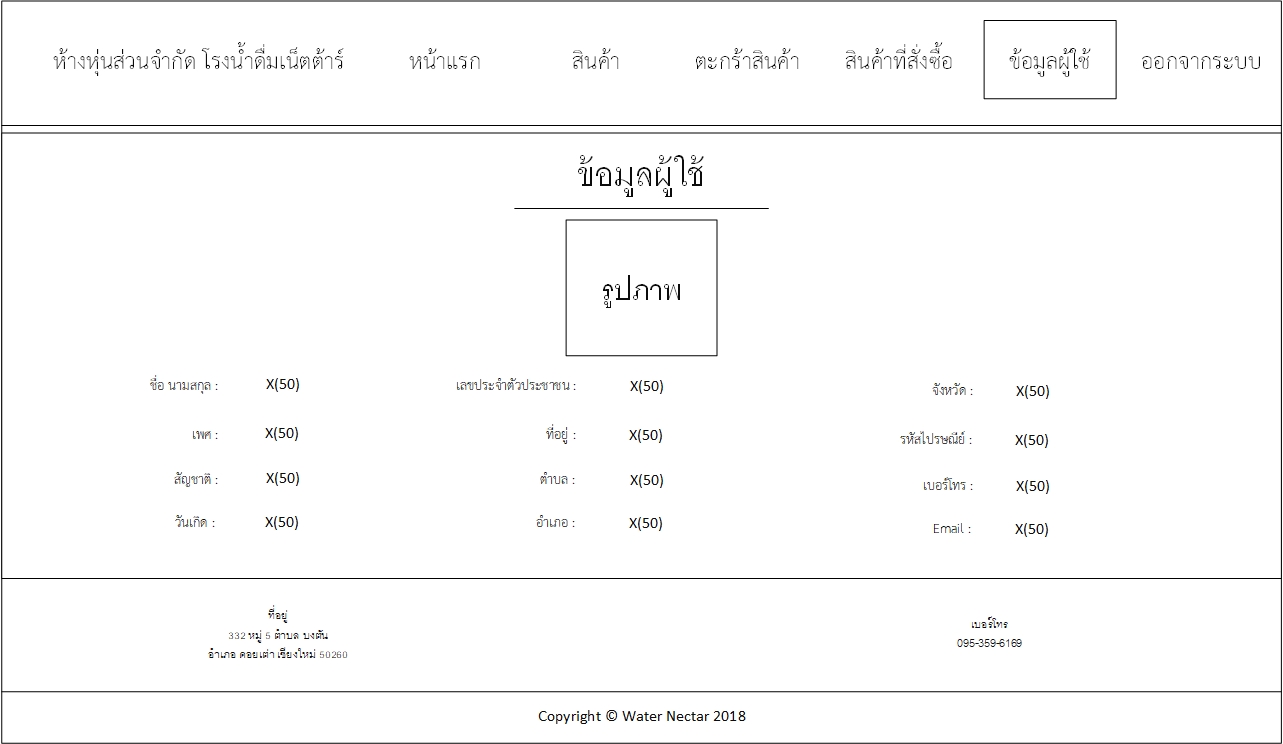 ห้างหุ่นส่วนจำกัด โรงน้ำดื่มเน็ตต้าร์ หน้าแรก สินค้า ตะกร้าสินค้า สินค้าที่สั่งซื้อ ข้อมูลผู้ใช้ ออกจากระบบ
ข้อมูลผู้ใช้
รูปภาพ
ชื่อ นามสกุล : X(50) เลขประจำตัวประชาชน : X(50) จังหวัด : X(50)
เพศ : X(50) ที่อยู่ : X(50) รหัสไปรษณีย์ : X(50)
สัญชาติ : X(50) ตำบล : X(50) เบอร์โทร : X(50)
วันเกิด : X(50) อำเภอ : X(50) Email : X(50)
ที่อยู่
332 หมู่ 5 ตำบล บงตัน
อำเภอ ดอยเต่า เชียงใหม่ 50260
เบอร์โทร
095-359-6169
Copyright © Water Nectar 2018